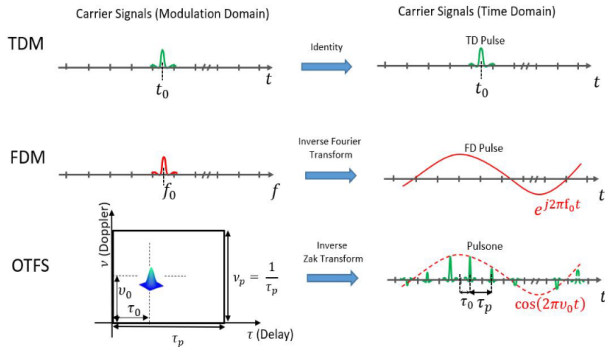 Carrier Signals (Modulation Domain)
Carrier Signals (Time Domain)
TDM
t₀
t
Identity
TD Pulse
t₀
t
FDM
f₀
f
Inverse Fourier
Transform
FD Pulse
e^{j2πf₀t}
t
OTFS
ν (Doppler)
ν₀
τ₀
τₚ
τ (Delay)
νₚ = 1/τₚ
Inverse
Zak Transform
Pulsone
τ₀ τₚ
cos(2πν₀t)
t